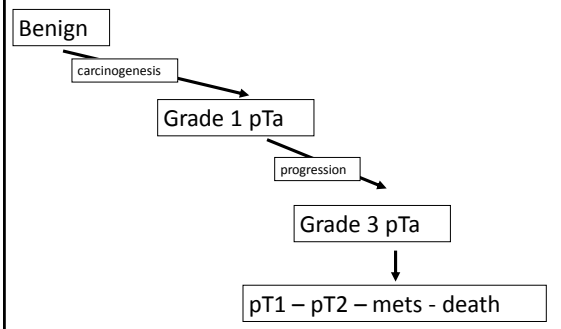 Benign
carcinogenesis
Grade 1 pTa
progression
Grade 3 pTa
pT1 – pT2 – mets - death